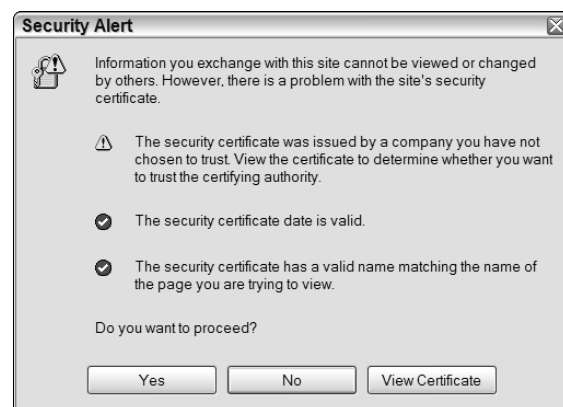 Security Alert
Information you exchange with this site cannot be viewed or changed
by others. However, there is a problem with the site's security
certificate.
The security certificate was issued by a company you have not
chosen to trust. View the certificate to determine whether you want
to trust the certifying authority.
The security certificate date is valid.
The security certificate has a valid name matching the name of
the page you are trying to view.
Do you want to proceed?
Yes No View Certificate